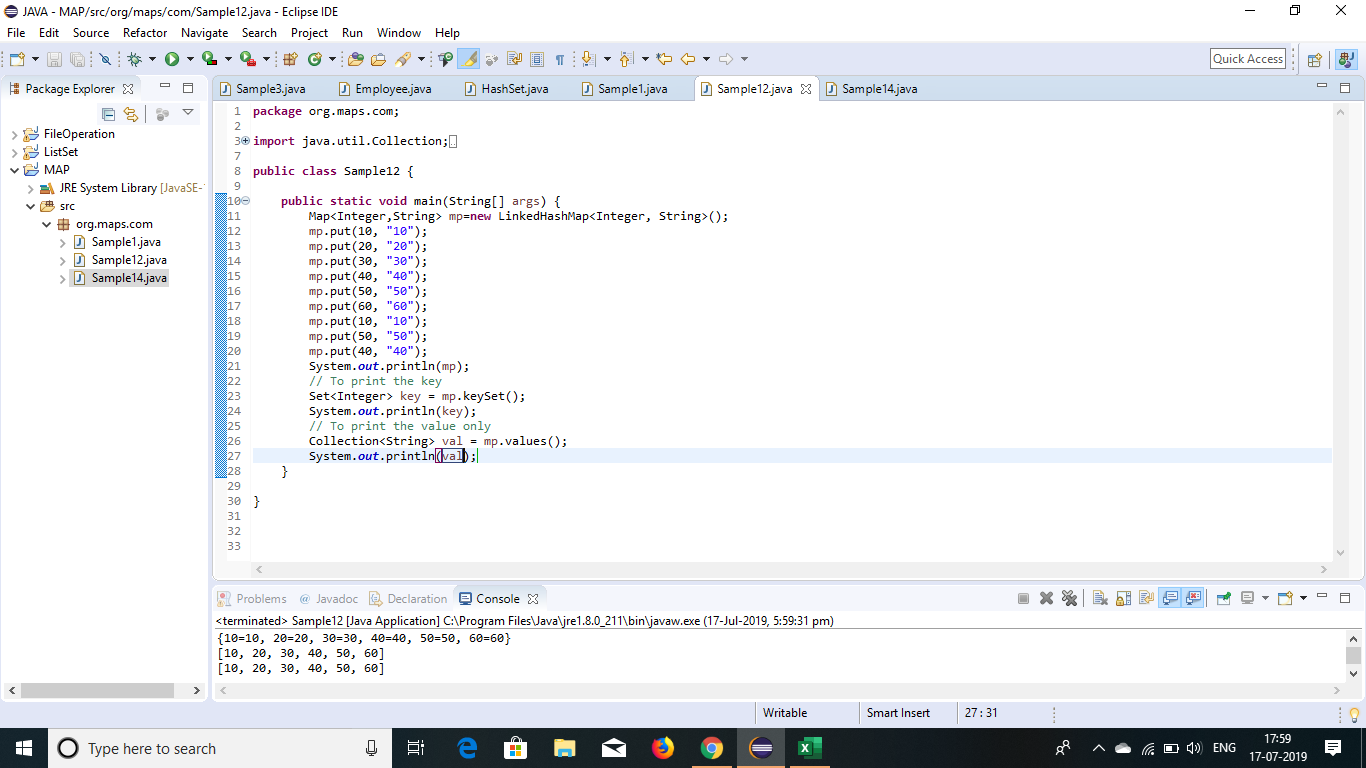 JAVA - MAP/src/org/maps/com/Sample12.java - Eclipse IDE
File Edit Source Refactor Navigate Search Project Run Window Help
Quick Access
Package Explorer
Sample3.java Employee.java HashSet.java Sample1.java Sample12.java Sample14.java
FileOperation
ListSet
MAP
JRE System Library [JavaSE-
src
org.maps.com
Sample1.java
Sample12.java
Sample14.java
1 package org.maps.com;
2
3 import java.util.Collection;
7
8 public class Sample12 {
9
10 public static void main(String[] args) {
11 Map<Integer,String> mp=new LinkedHashMap<Integer, String>();
12 mp.put(10, "10");
13 mp.put(20, "20");
14 mp.put(30, "30");
15 mp.put(40, "40");
16 mp.put(50, "50");
17 mp.put(60, "60");
18 mp.put(10, "10");
19 mp.put(50, "50");
20 mp.put(40, "40");
21 System.out.println(mp);
22 // To print the key
23 Set<Integer> key = mp.keySet();
24 System.out.println(key);
25 // To print the value only
26 Collection<String> val = mp.values();
27 System.out.println(val);
28 }
29
30 }
31
32
33
Problems @ Javadoc Declaration Console
<terminated> Sample12 [Java Application] C:\Program Files\Java\jre1.8.0_211\bin\javaw.exe (17-Jul-2019, 5:59:31 pm)
{10=10, 20=20, 30=30, 40=40, 50=50, 60=60}
[10, 20, 30, 40, 50, 60]
[10, 20, 30, 40, 50, 60]
Writable Smart Insert 27 : 31
Type here to search
ENG
17:59
17-07-2019